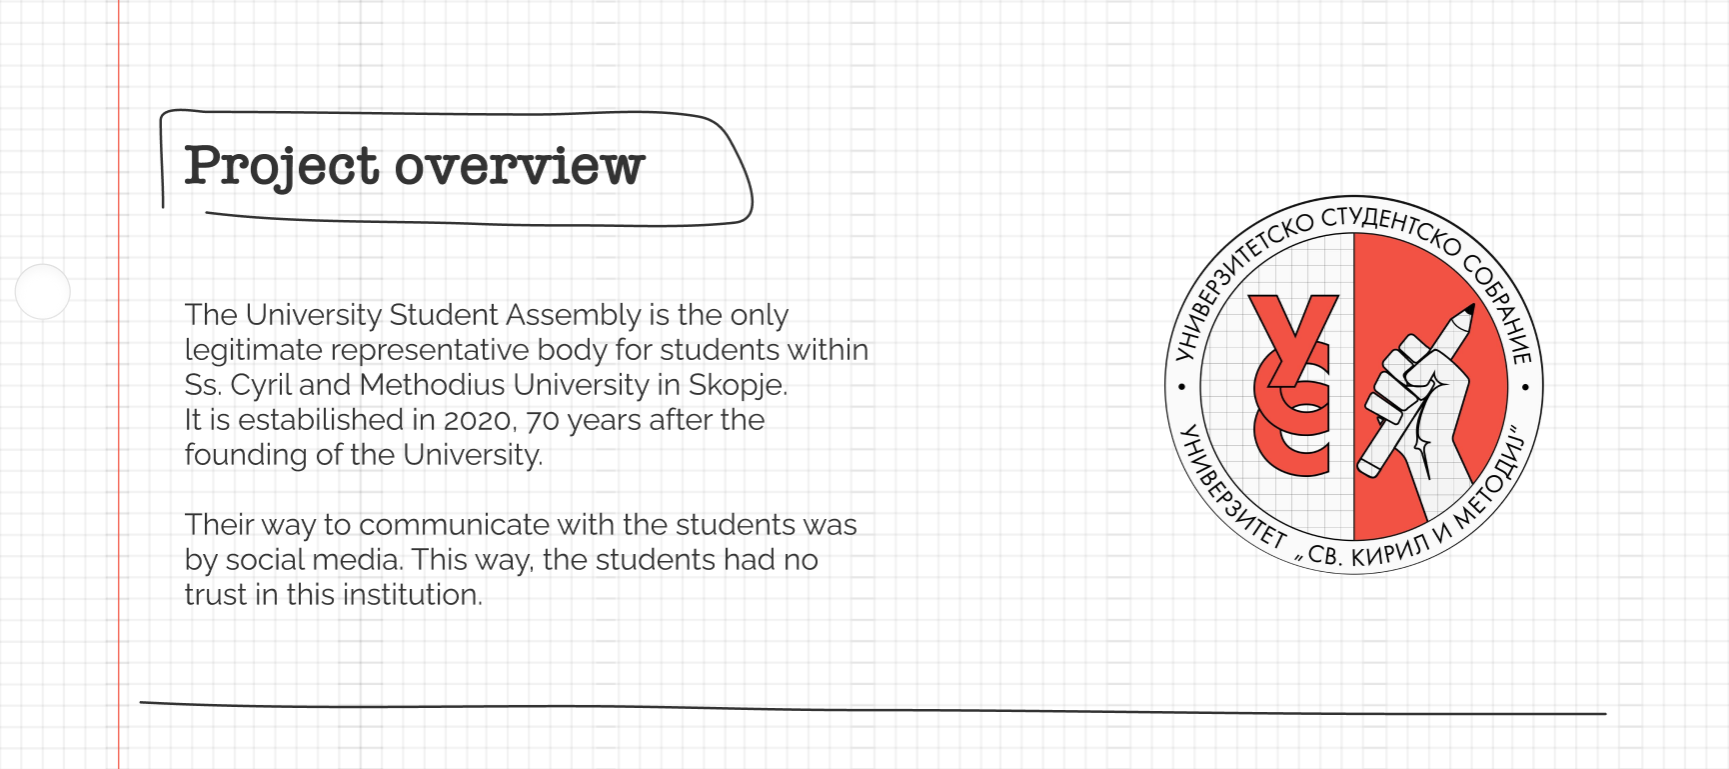 Project overview
The University Student Assembly is the only
legitimate representative body for students within
Ss. Cyril and Methodius University in Skopje.
It is estabilished in 2020, 70 years after the
founding of the University.
Their way to communicate with the students was
by social media. This way, the students had no
trust in this institution.
УНИВЕРЗИТЕТСКО СТУДЕНТСКО СОБРАНИЕ
УСС
УНИВЕРЗИТЕТ „СВ. КИРИЛ И МЕТОДИЈ“